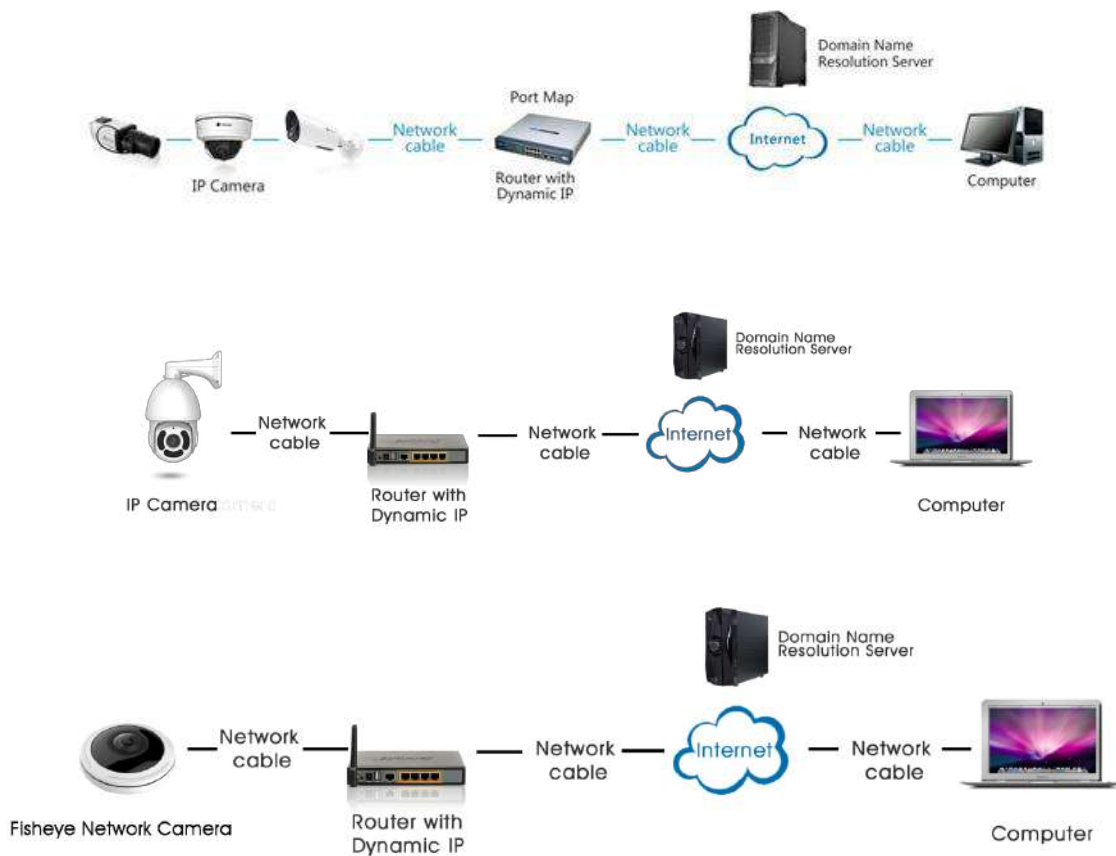 Domain Name
Resolution Server
Port Map
Network
cable
Network
cable
Internet
Network
cable
IP Camera
Router with
Dynamic IP
Computer
Domain Name
Resolution Server
Network
cable
Network
cable
Internet
Network
cable
IP Camera
Router with
Dynamic IP
Computer
Domain Name
Resolution Server
Network
cable
Network
cable
Internet
Network
cable
Fisheye Network Camera
Router with
Dynamic IP
Computer